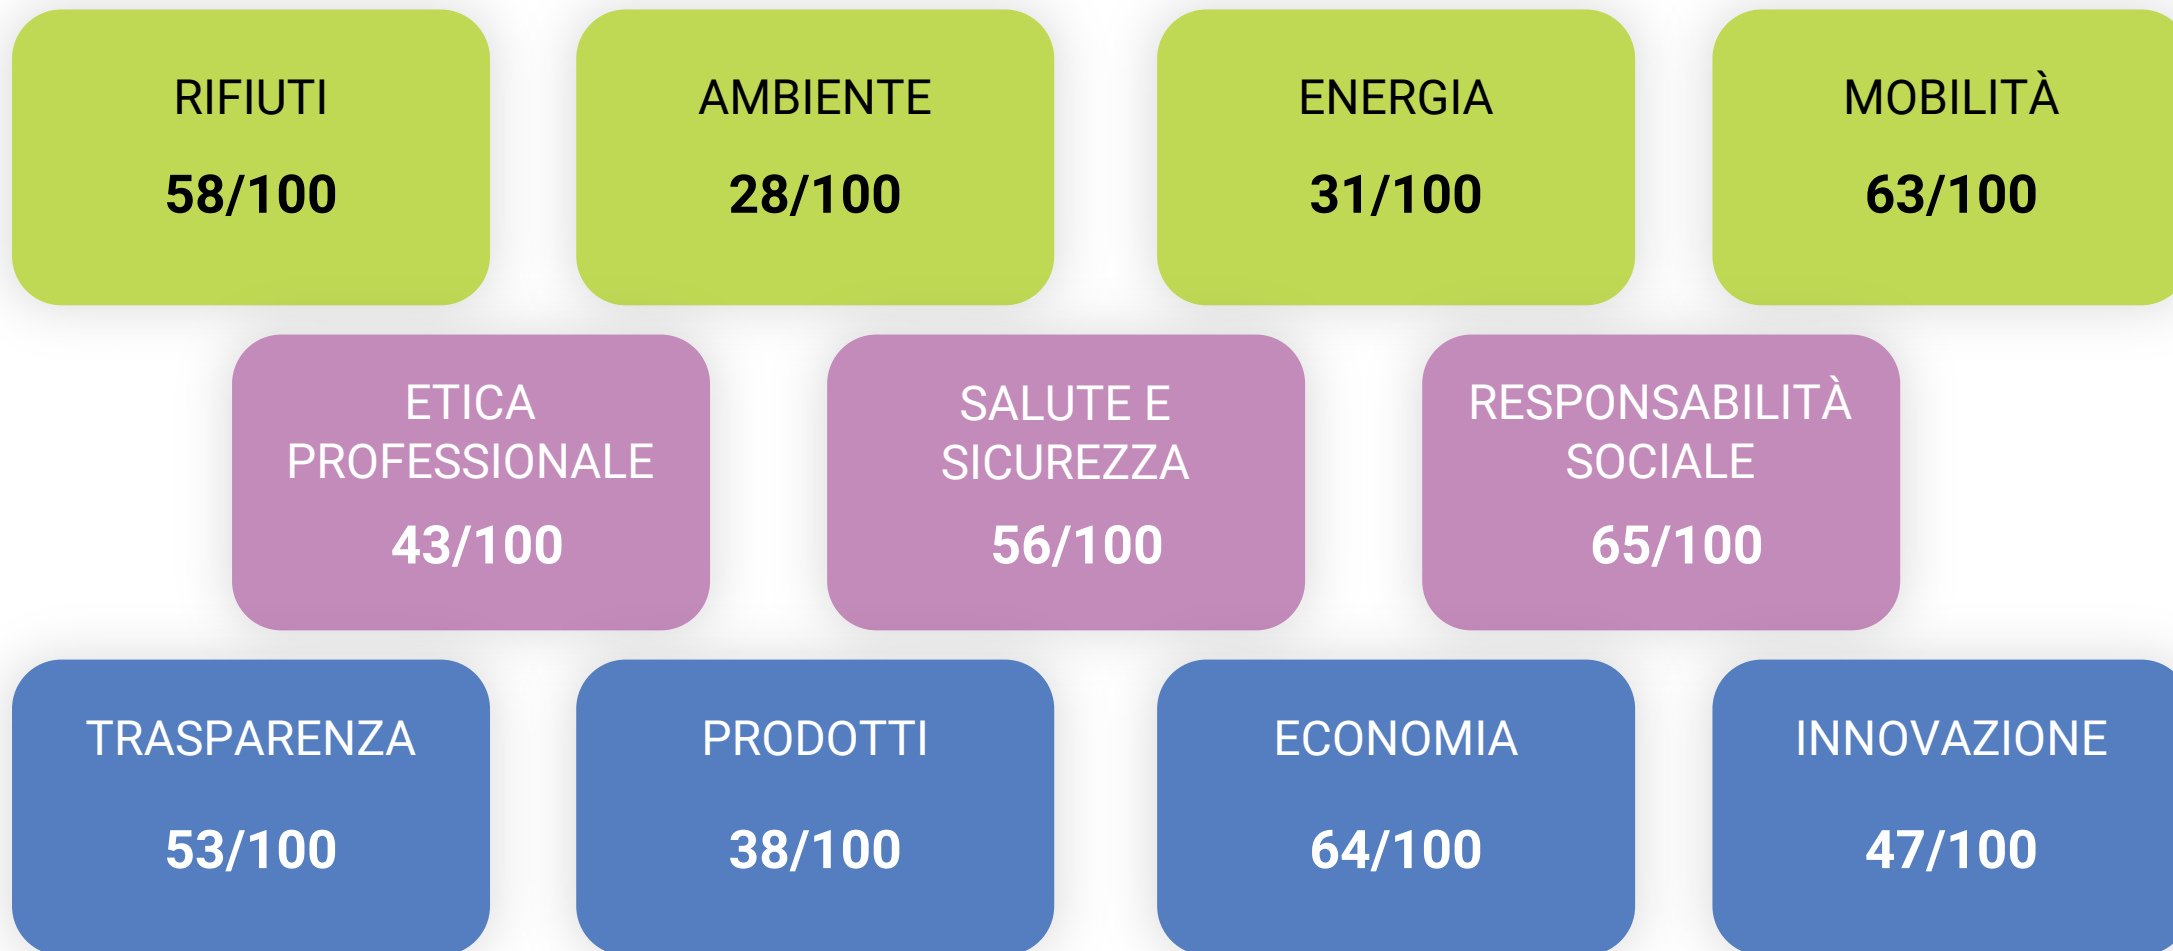 RIFIUTI
58/100
AMBIENTE
28/100
ENERGIA
31/100
MOBILITÀ
63/100
ETICA
PROFESSIONALE
43/100
SALUTE E
SICUREZZA
56/100
RESPONSABILITÀ
SOCIALE
65/100
TRASPARENZA
53/100
PRODOTTI
38/100
ECONOMIA
64/100
INNOVAZIONE
47/100